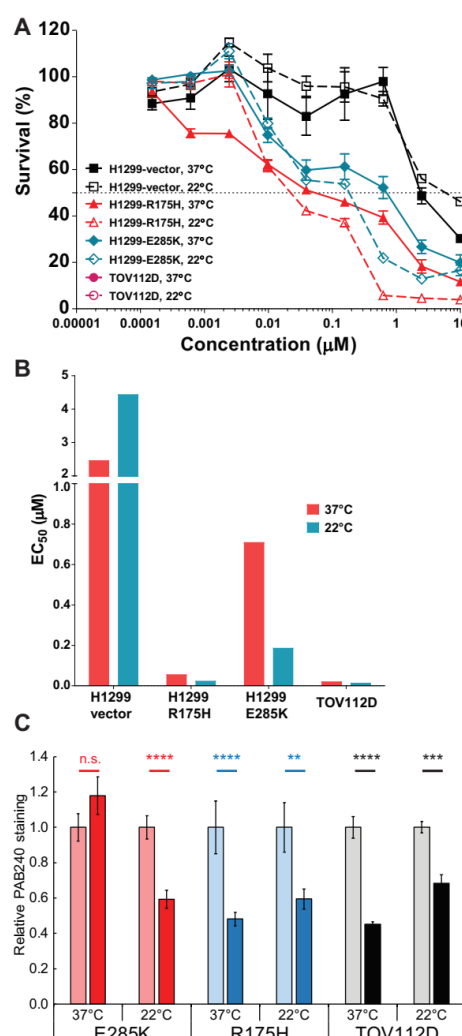 A
120
100
80
60
40
20
0
Survival (%)
H1299-vector, 37°C
H1299-vector, 22°C
H1299-R175H, 37°C
H1299-R175H, 22°C
H1299-E285K, 37°C
H1299-E285K, 22°C
TOV112D, 37°C
TOV112D, 22°C
0.00001 0.0001 0.001 0.01 0.1 1 10
Concentration (μM)
B
5
4
3
2
1.0
0.8
0.6
0.4
0.2
0.0
EC50 (μM)
37°C
22°C
H1299 vector H1299 R175H H1299 E285K TOV112D
C
1.4
1.2
1.0
0.8
0.6
0.4
0.2
0.0
Relative PAB240 staining
n.s. **** **** ** **** ***
37°C 22°C 37°C 22°C 37°C 22°C
E285K R175H TOV112D